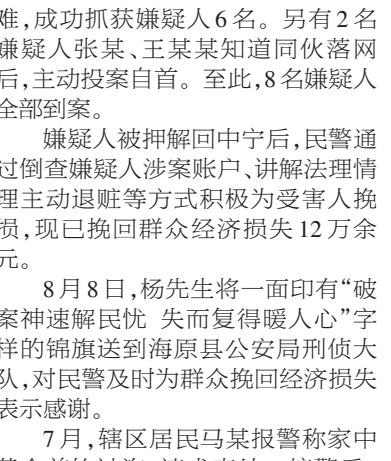 难，成功抓获嫌疑人6名。另有2名
嫌疑人张某、王某某知道同伙落网
后，主动投案自首。至此，8名嫌疑人
全部到案。
嫌疑人被押解回中宁后，民警通
过倒查嫌疑人涉案账户、讲解法理情
理主动退赃等方式积极为受害人挽
损，现已挽回群众经济损失12万余
元。
8月8日，杨先生将一面印有“破
案神速解民忧 失而复得暖人心”字
样的锦旗送到海原县公安局刑侦大
队，对民警及时为群众挽回经济损失
表示感谢。
7月，辖区居民马某报警称家中